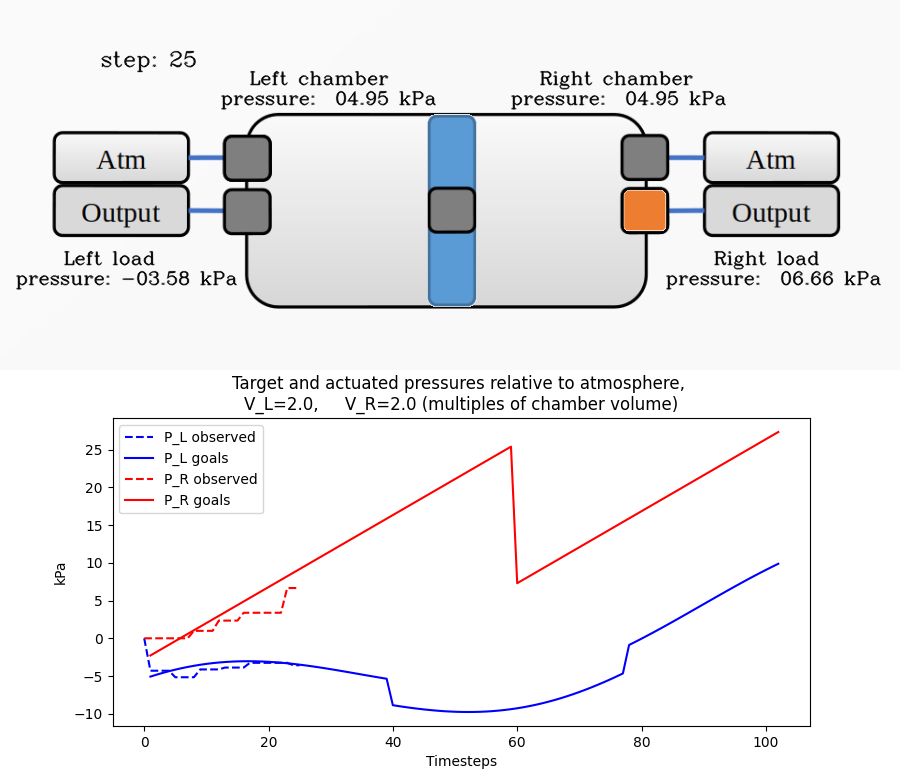 step: 25
Left chamber
pressure:  04.95 kPa
Right chamber
pressure:  04.95 kPa
Atm
Output
Atm
Output
Left load
pressure: -03.58 kPa
Right load
pressure:  06.66 kPa
Target and actuated pressures relative to atmosphere,
V_L=2.0,     V_R=2.0 (multiples of chamber volume)
P_L observed
P_L goals
P_R observed
P_R goals
kPa
25
20
15
10
5
0
−5
−10
0 20 40 60 80 100
Timesteps